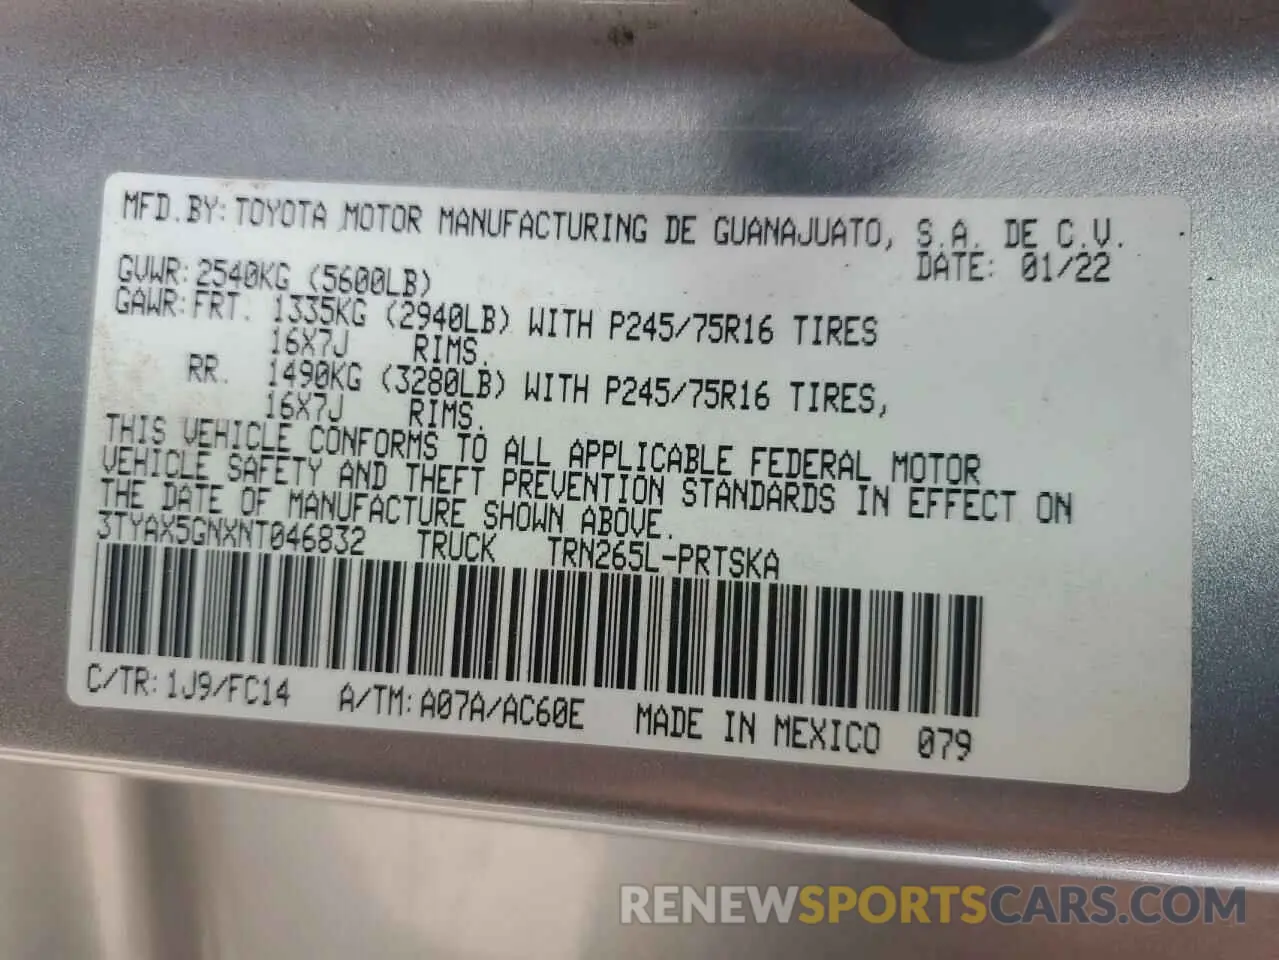 MFD.BY: TOYOTA MOTOR MANUFACTURING DE GUANAJUATO, S.A. DE C.V.
GVWR: 2540KG (5600LB) DATE: 01/22
GAWR: FRT. 1335KG (2940LB) WITH P245/75R16 TIRES
16X7J RIMS.
RR. 1490KG (3280LB) WITH P245/75R16 TIRES,
16X7J RIMS.
THIS VEHICLE CONFORMS TO ALL APPLICABLE FEDERAL MOTOR
VEHICLE SAFETY AND THEFT PREVENTION STANDARDS IN EFFECT ON
THE DATE OF MANUFACTURE SHOWN ABOVE.
3TYAX5GNXNT046832 TRUCK TRN265L-PRTSKA
C/TR: 1J9/FC14 A/TM: A07A/AC60E MADE IN MEXICO 079
RENEWSPORTSCARS.COM